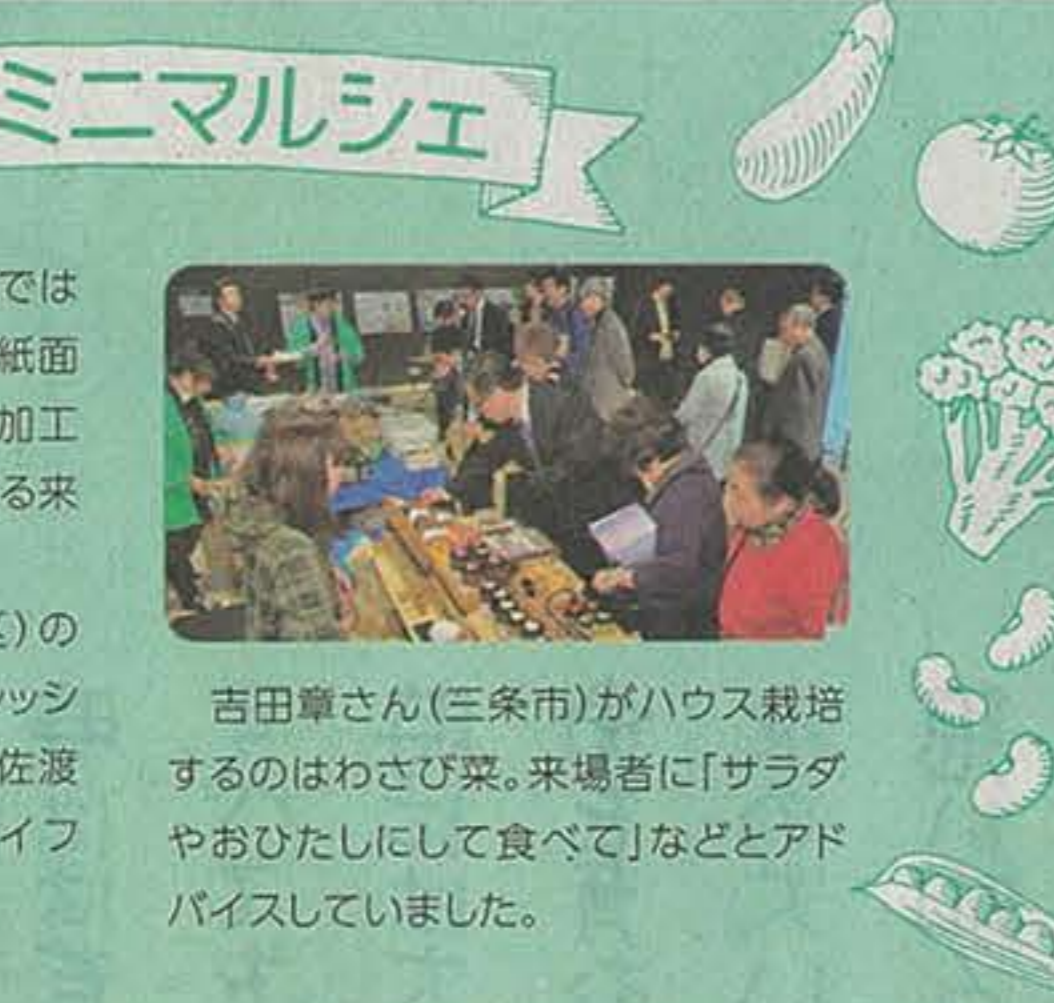 ミニマルシェ
では
紙面
加工
る来
)の
ッシ
佐渡
イフ
吉田章さん(三条市)がハウス栽培
するのはわさび菜。来場者に「サラダ
やおひたしにして食べて」などとアド
バイスしていました。